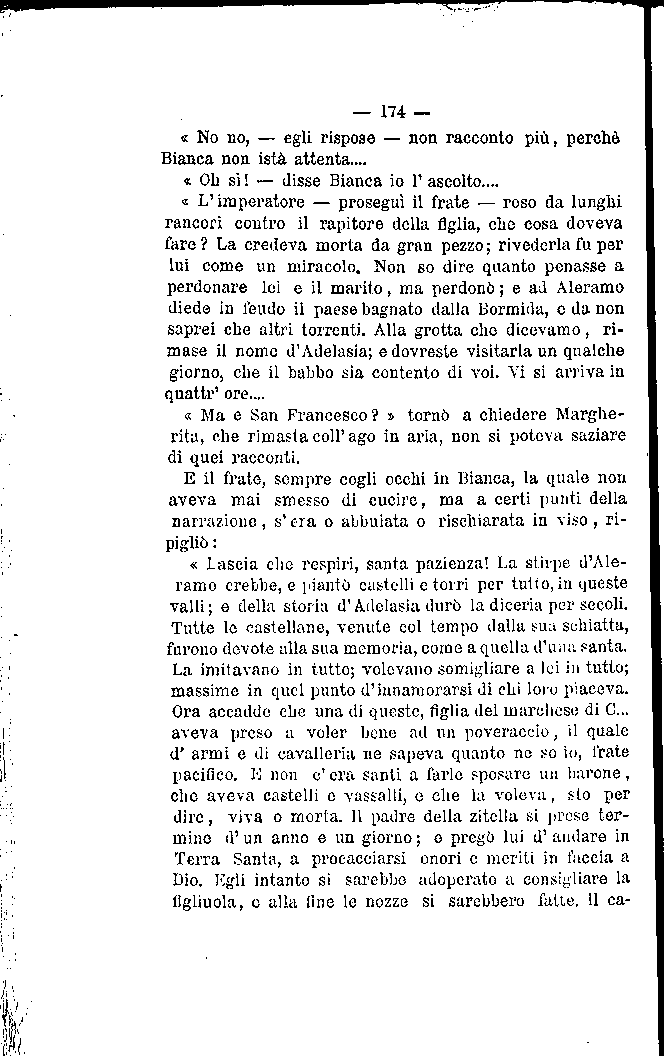 — 174 —
« No no, — egli rispose — non racconto più, perchè
Bianca non istà attenta....
« Oh sì! — disse Bianca io l' ascolto....
« L'imperatore — proseguì il frate — roso da lunghi
rancori contro il rapitore della figlia, che cosa doveva
fare? La credeva morta da gran pezzo; rivederla fu per
lui come un miracolo. Non so dire quanto penasse a
perdonare lei e il marito, ma perdonò; e ad Aleramo
diede in feudo il paese bagnato dalla Bormida, e da non
saprei che altri torrenti. Alla grotta che dicevamo, ri-
mase il nome d'Adelasia; e dovreste visitarla un qualche
giorno, che il babbo sia contento di voi. Vi si arriva in
quattr' ore....
« Ma e San Francesco? » tornò a chiedere Marghe-
rita, che rimasta coll' ago in aria, non si poteva saziare
di quei racconti.
E il frate, sempre cogli occhi in Bianca, la quale non
aveva mai smesso di cucire, ma a certi punti della
narrazione, s' era o abbuiata o rischiarata in viso, ri-
pigliò:
« Lascia che respiri, santa pazienza! La stirpe d'Ale-
ramo crebbe, e piantò castelli e torri per tutto, in queste
valli; e della storia d'Adelasia durò la diceria per secoli.
Tutte le castellane, venute col tempo dalla sua schiatta,
furono devote alla sua memoria, come a quella d'una santa.
La imitavano in tutto; volevano somigliare a lei in tutto;
massime in quel punto d'innamorarsi di chi loro piaceva.
Ora accadde che una di queste, figlia del marchese di C...
aveva preso a voler bene ad un poveraccio, il quale
d' armi e di cavalleria ne sapeva quanto ne so io, frate
pacifico. E non c' era santi a farle sposare un barone,
che aveva castelli e vassalli, e che la voleva, sto per
dire, viva o morta. Il padre della zitella si prese ter-
mine d' un anno e un giorno; e pregò lui d' andare in
Terra Santa, a procacciarsi onori e meriti in faccia a
Dio. Egli intanto si sarebbe adoperato a consigliare la
figliuola, e alla fine le nozze si sarebbero fatte. Il ca-